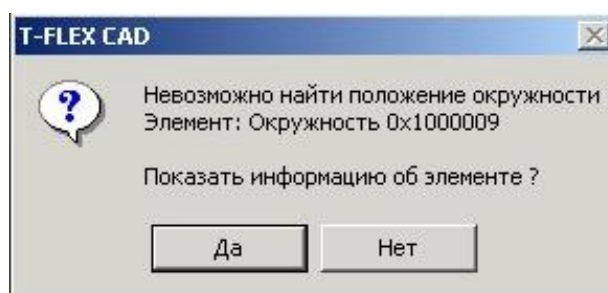 T-FLEX CAD
Невозможно найти положение окружности
Элемент: Окружность 0x1000009
Показать информацию об элементе ?
Да
Нет